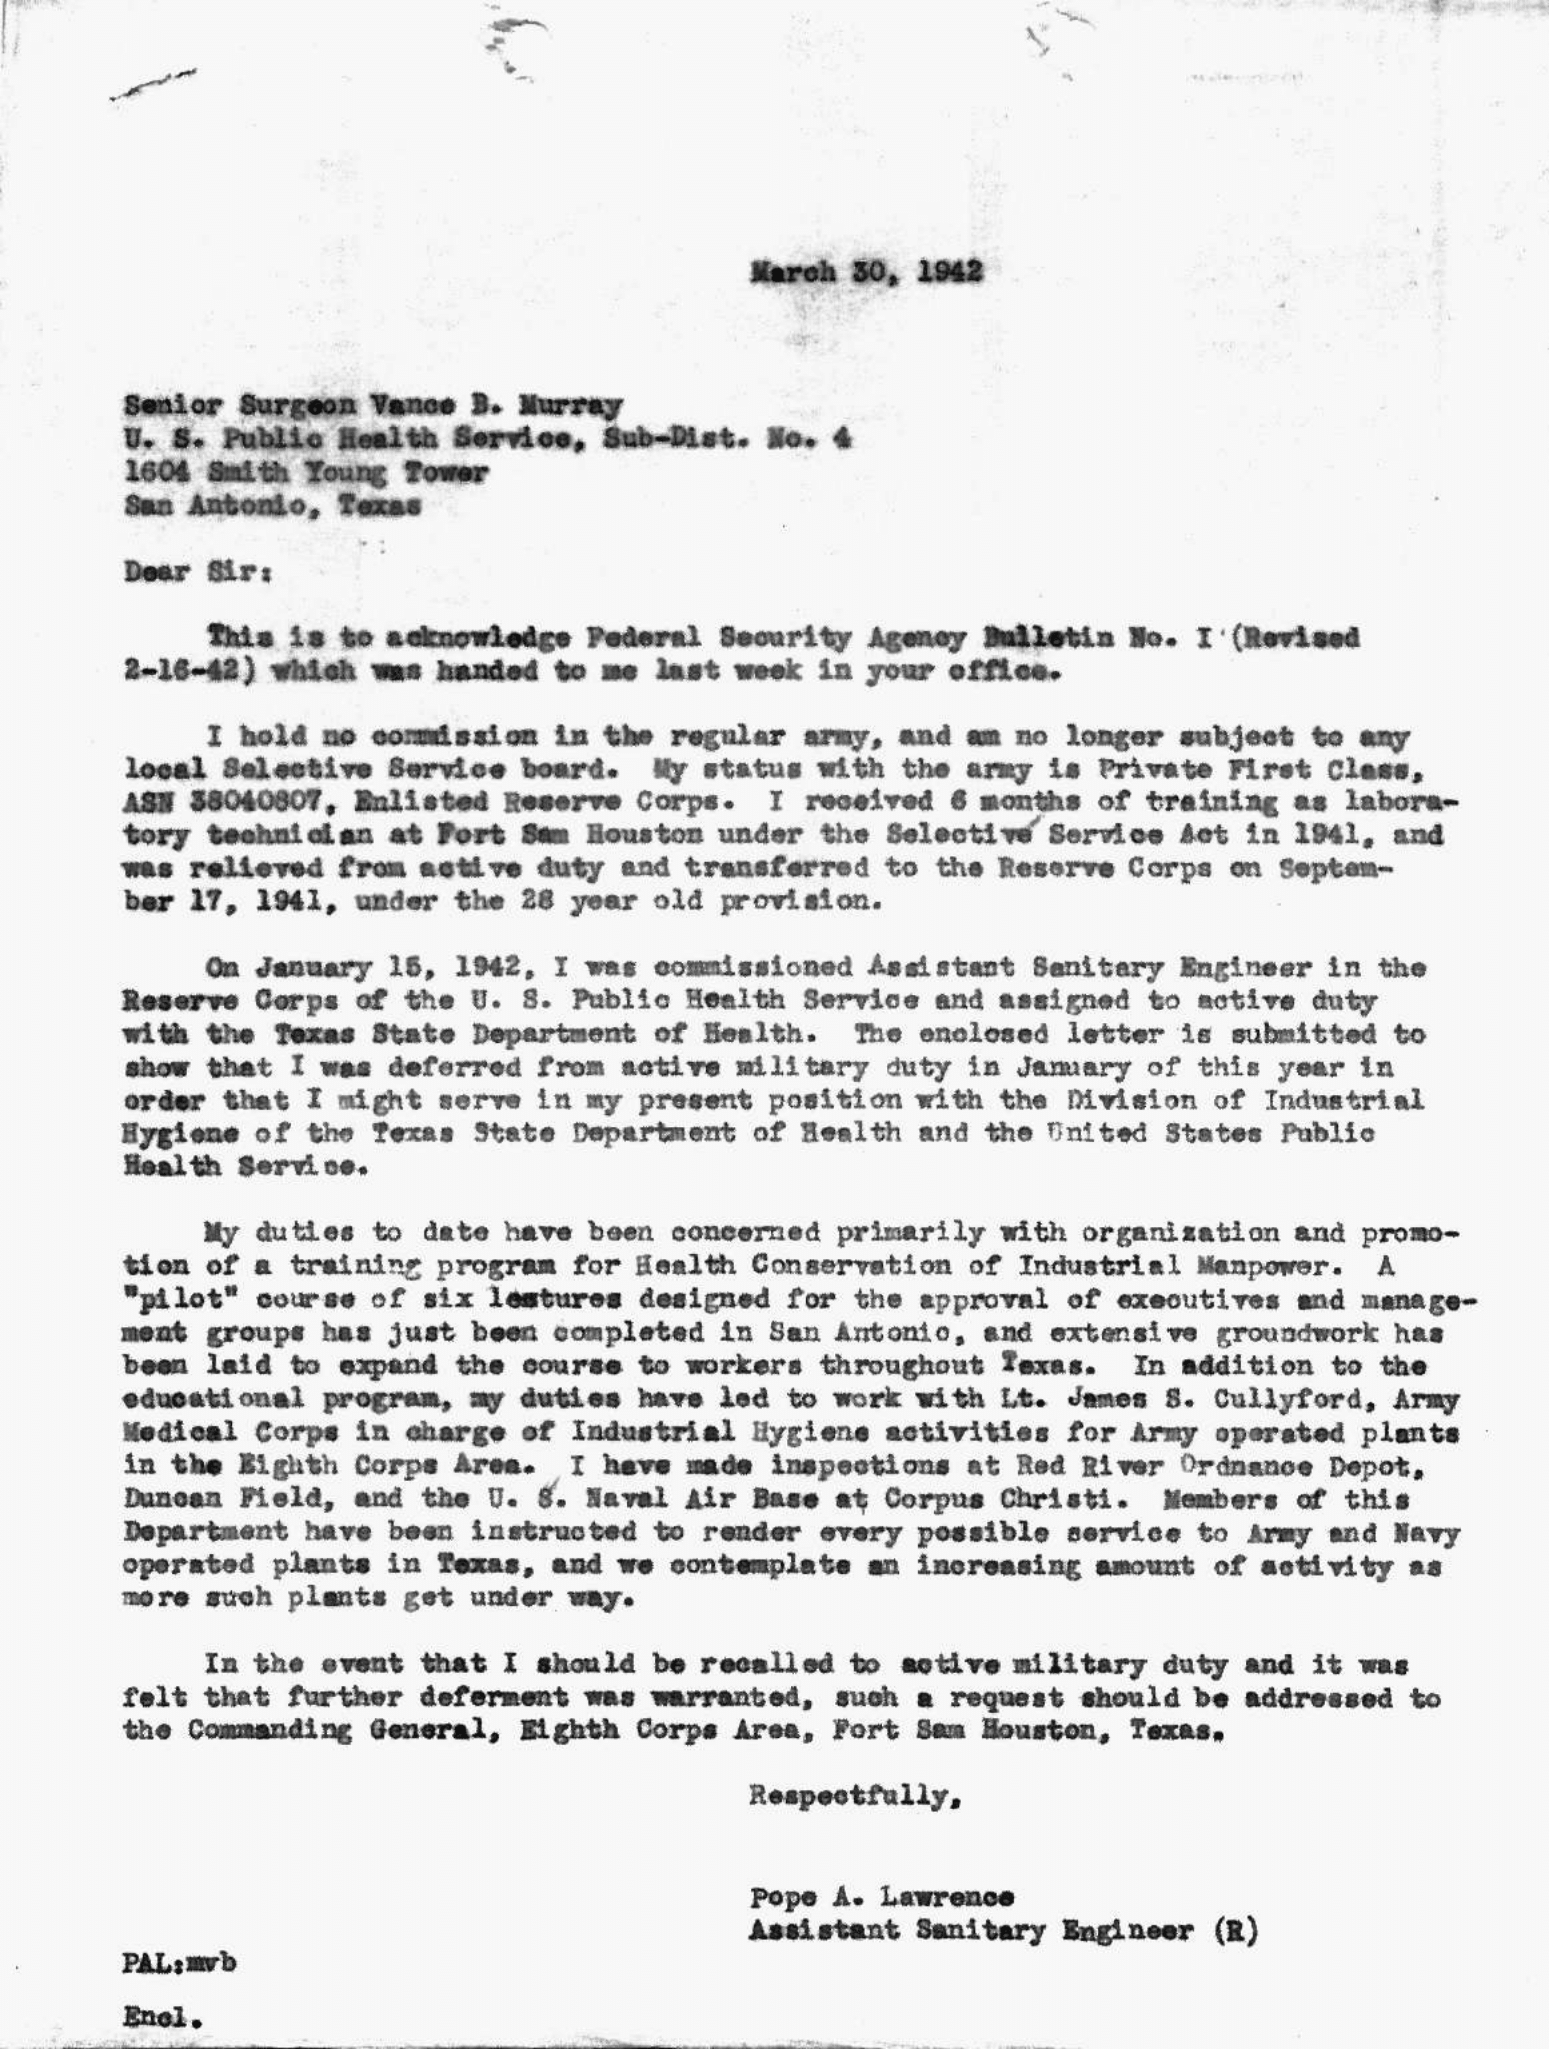 March 30, 1942
Senior Surgeon Vance B. Murray
U. S. Public Health Service, Sub-Dist. No. 4
1604 Smith Young Tower
San Antonio, Texas
Dear Sir:
This is to acknowledge Federal Security Agency Bulletin No. I (Revised
2-16-42) which was handed to me last week in your office.
I hold no commission in the regular army, and am no longer subject to any
local Selective Service board. My status with the army is Private First Class,
ASN 38040807, Enlisted Reserve Corps. I received 6 months of training as labora-
tory technician at Fort Sam Houston under the Selective Service Act in 1941, and
was relieved from active duty and transferred to the Reserve Corps on Septem-
ber 17, 1941, under the 28 year old provision.
On January 15, 1942, I was commissioned Assistant Sanitary Engineer in the
Reserve Corps of the U. S. Public Health Service and assigned to active duty
with the Texas State Department of Health. The enclosed letter is submitted to
show that I was deferred from active military duty in January of this year in
order that I might serve in my present position with the Division of Industrial
Hygiene of the Texas State Department of Health and the United States Public
Health Service.
My duties to date have been concerned primarily with organization and promo-
tion of a training program for Health Conservation of Industrial Manpower. A
"pilot" course of six lestures designed for the approval of executives and manage-
ment groups has just been completed in San Antonio, and extensive groundwork has
been laid to expand the course to workers throughout Texas. In addition to the
educational program, my duties have led to work with Lt. James S. Cullyford, Army
Medical Corps in charge of Industrial Hygiene activities for Army operated plants
in the Eighth Corps Area. I have made inspections at Red River Ordnance Depot,
Duncan Field, and the U. S. Naval Air Base at Corpus Christi. Members of this
Department have been instructed to render every possible service to Army and Navy
operated plants in Texas, and we contemplate an increasing amount of activity as
more such plants get under way.
In the event that I should be recalled to active military duty and it was
felt that further deferment was warranted, such a request should be addressed to
the Commanding General, Eighth Corps Area, Fort Sam Houston, Texas.
Respectfully,
Pope A. Lawrence
Assistant Sanitary Engineer (R)
PAL:mvb
Encl.